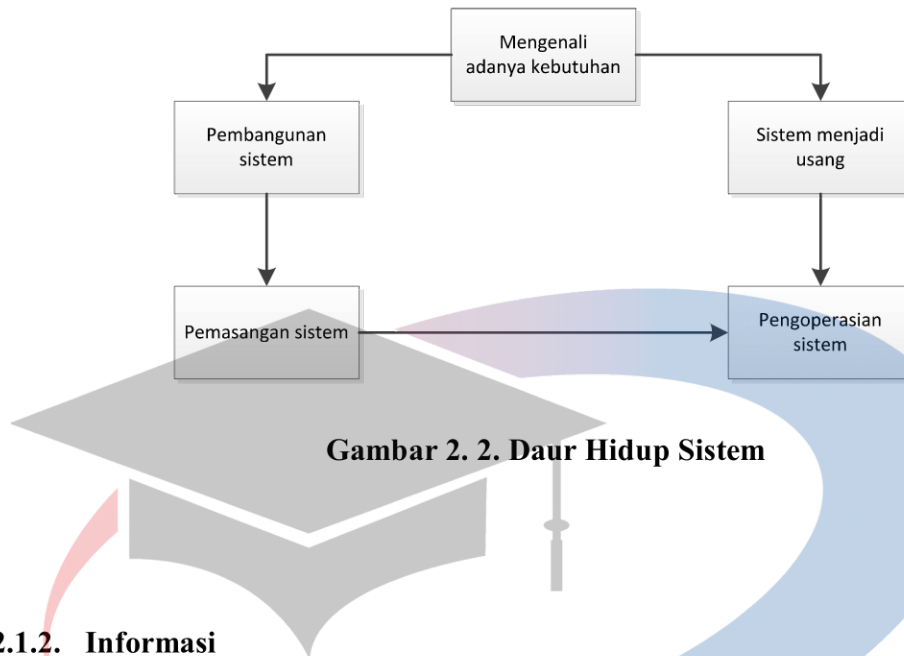 Mengenali
adanya kebutuhan
Pembangunan
sistem
Sistem menjadi
usang
Pemasangan sistem
Pengoperasian
sistem
Gambar 2. 2. Daur Hidup Sistem
2.1.2. Informasi